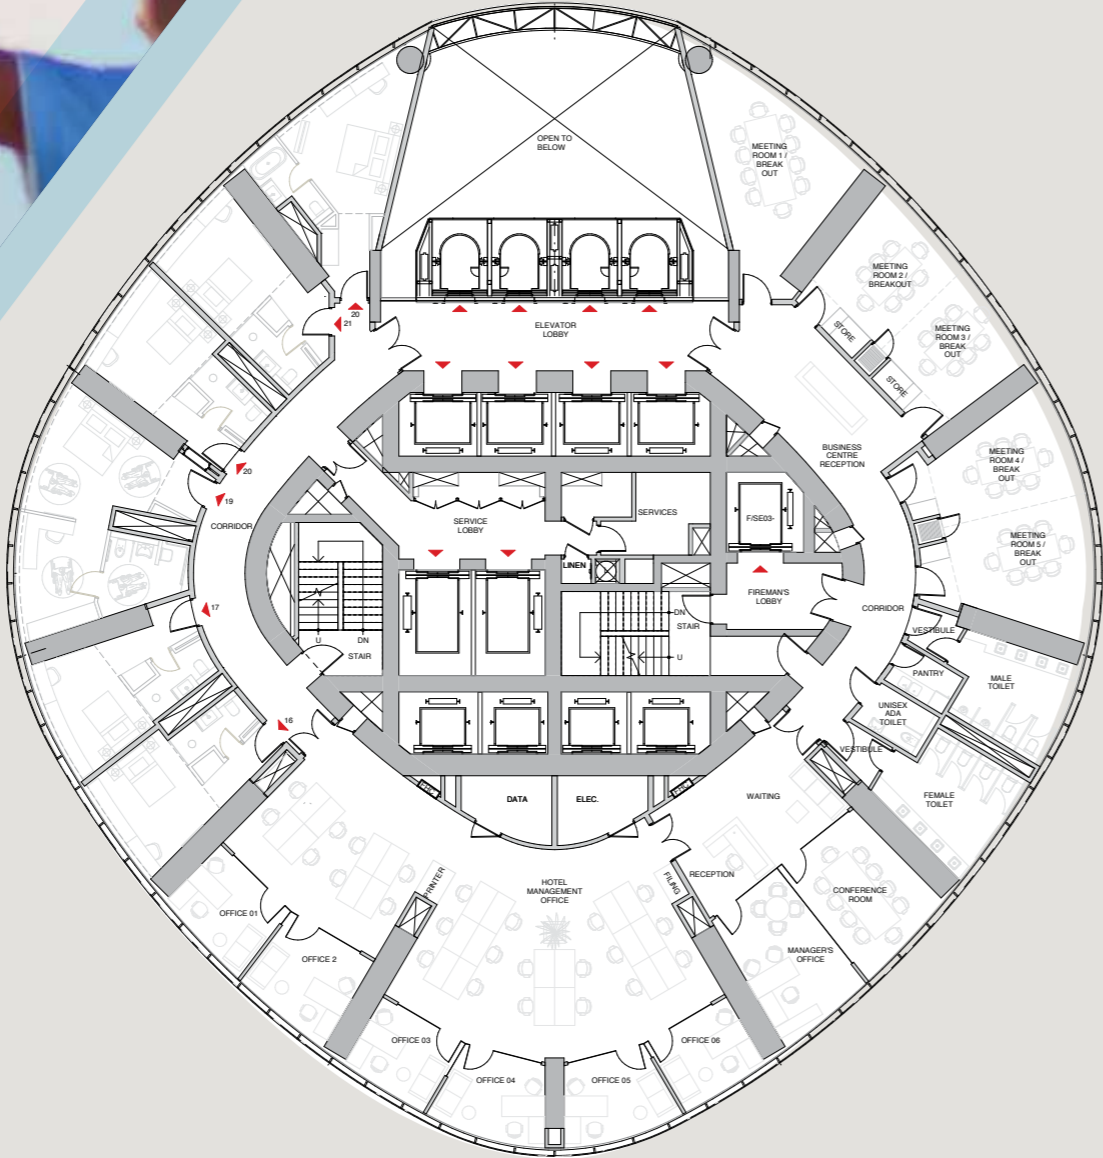 OPEN TO
BELOW
MEETING
ROOM 1 /
BREAK
OUT
MEETING
ROOM 2 /
BREAKOUT
MEETING
ROOM 3 /
BREAK
OUT
20
21
ELEVATOR
LOBBY
STORE
STORE
BUSINESS
CENTRE
RECEPTION
MEETING
ROOM 4 /
BREAK
OUT
20
19
CORRIDOR
SERVICE
LOBBY
SERVICES
F/SE03-
MEETING
ROOM 5 /
BREAK
OUT
LINEN
FIREMAN'S
LOBBY
CORRIDOR
17
U
DN
STAIR
DN
STAIR
U
VESTIBULE
PANTRY
MALE
TOILET
UNISEX
ADA
TOILET
16
VESTIBULE
FHC
DATA
ELEC.
FHC
WAITING
FEMALE
TOILET
PRINTER
HOTEL
MANAGEMENT
OFFICE
FILING
RECEPTION
CONFERENCE
ROOM
OFFICE 01
OFFICE 2
MANAGER'S
OFFICE
OFFICE 03
OFFICE 04
OFFICE 05
OFFICE 06